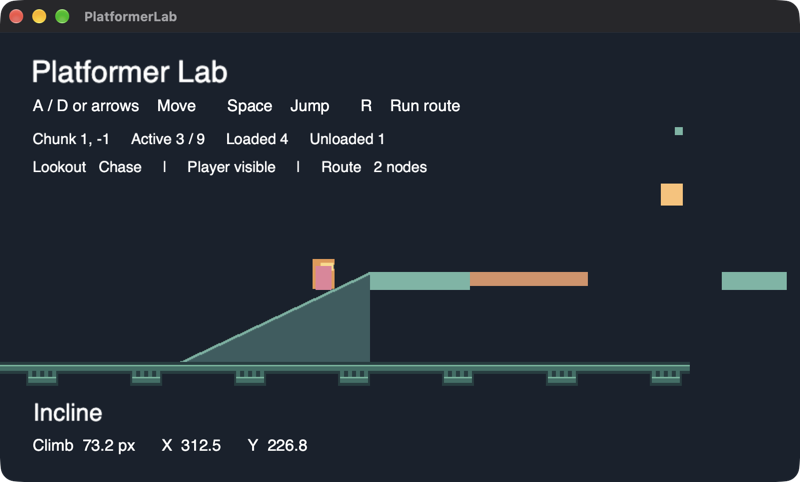 PlatformerLab
Platformer Lab
A / D or arrows Move Space Jump R Run route
Chunk 1, -1 Active 3 / 9 Loaded 4 Unloaded 1
Lookout Chase | Player visible | Route 2 nodes
Incline
Climb 73.2 px X 312.5 Y 226.8